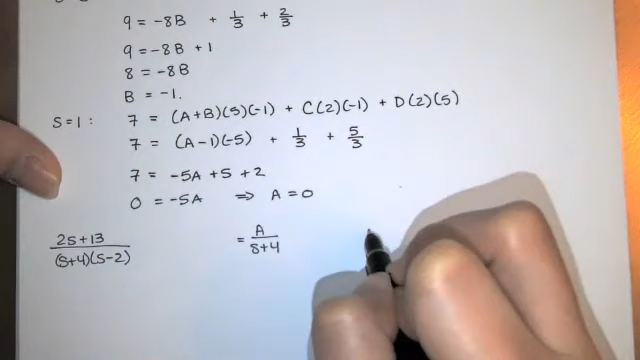 9 = -8B + 1/3 + 2/3
9 = -8B + 1
8 = -8B
B = -1.
S=1: 7 = (A+B)(5)(-1) + C(2)(-1) + D(2)(5)
7 = (A-1)(-5) + 1/3 + 5/3
7 = -5A + 5 + 2
0 = -5A ⇒ A = 0
2S+13/(S+4)(S-2) = A/S+4